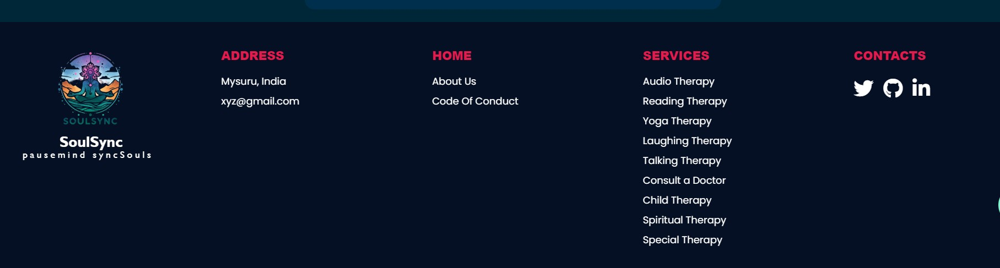 SOULSYNC
SoulSync
pausemind syncSouls
ADDRESS
Mysuru, India
xyz@gmail.com
HOME
About Us
Code Of Conduct
SERVICES
Audio Therapy
Reading Therapy
Yoga Therapy
Laughing Therapy
Talking Therapy
Consult a Doctor
Child Therapy
Spiritual Therapy
Special Therapy
CONTACTS
in